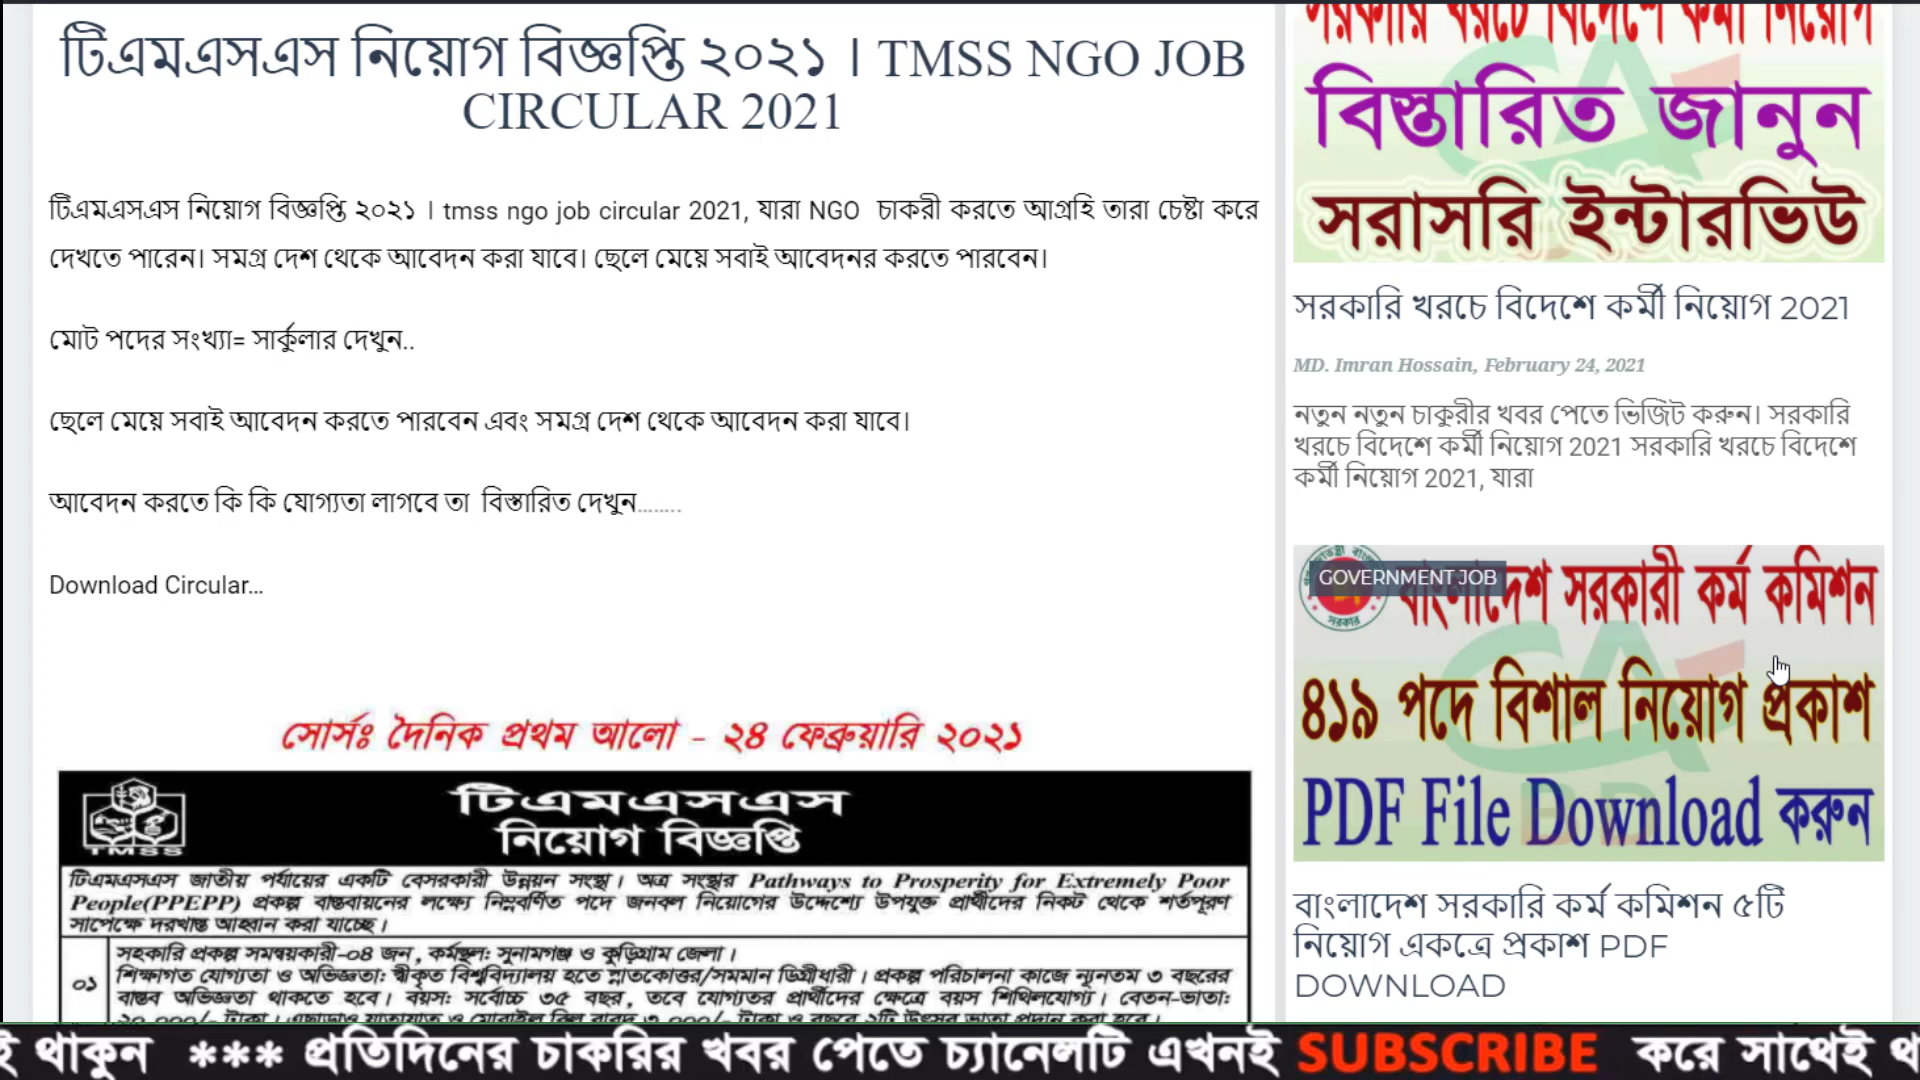 টিএমএসএস নিয়োগ বিজ্ঞপ্তি ২০২১ । TMSS NGO JOB
CIRCULAR 2021
টিএমএসএস নিয়োগ বিজ্ঞপ্তি ২০২১ । tmss ngo job circular 2021, যারা NGO চাকরী করতে আগ্রহি তারা চেষ্টা করে
দেখতে পারেন। সমগ্র দেশ থেকে আবেদন করা যাবে। ছেলে মেয়ে সবাই আবেদনর করতে পারবেন।
মোট পদের সংখ্যা= সার্কুলার দেখুন..
ছেলে মেয়ে সবাই আবেদন করতে পারবেন এবং সমগ্র দেশ থেকে আবেদন করা যাবে।
আবেদন করতে কি কি যোগ্যতা লাগবে তা বিস্তারিত দেখুন……..
Download Circular…
সোর্সঃ দৈনিক প্রথম আলো - ২৪ ফেব্রুয়ারি ২০২১
TMSS
টিএমএসএস
নিয়োগ বিজ্ঞপ্তি
টিএমএসএস জাতীয় পর্যায়ের একটি বেসরকারী উন্নয়ন সংস্থা। অত্র সংস্থার Pathways to Prosperity for Extremely Poor
People(PPEPP) প্রকল্প বাস্তবায়নের লক্ষ্যে নিম্নবর্ণিত পদে জনবল নিয়োগের উদ্দেশ্যে উপযুক্ত প্রার্থীদের নিকট থেকে শর্তপূরণ
সাপেক্ষে দরখাস্ত আহ্বান করা যাচ্ছে।
০১
সহকারি প্রকল্প সমন্বয়কারী-০৪ জন, কর্মস্থল: সুনামগঞ্জ ও কুড়িগ্রাম জেলা।
শিক্ষাগত যোগ্যতা ও অভিজ্ঞতা: স্বীকৃত বিশ্ববিদ্যালয় হতে স্নাতকোত্তর/সমমান ডিগ্রীধারী। প্রকল্প পরিচালনা কাজে ন্যূনতম ৩ বছরের
বাস্তব অভিজ্ঞতা থাকতে হবে। বয়স: সর্বোচ্চ ৩৫ বছর, তবে যোগ্যতর প্রার্থীদের ক্ষেত্রে বয়স শিথিলযোগ্য। বেতন-ভাতা:
সরকারি খরচে বিদেশে কর্মী নিয়োগ
বিস্তারিত জানুন
সরাসরি ইন্টারভিউ
সরকারি খরচে বিদেশে কর্মী নিয়োগ 2021
MD. Imran Hossain, February 24, 2021
নতুন নতুন চাকুরীর খবর পেতে ভিজিট করুন। সরকারি
খরচে বিদেশে কর্মী নিয়োগ 2021 সরকারি খরচে বিদেশে
কর্মী নিয়োগ 2021, যারা
GOVERNMENT JOB
বাংলাদেশ সরকারী কর্ম কমিশন
৪১৯ পদে বিশাল নিয়োগ প্রকাশ
PDF File Download করুন
বাংলাদেশ সরকারি কর্ম কমিশন ৫টি
নিয়োগ একত্রে প্রকাশ PDF
DOWNLOAD
ই থাকুন *** প্রতিদিনের চাকরির খবর পেতে চ্যানেলটি এখনই SUBSCRIBE করে সাথেই থা